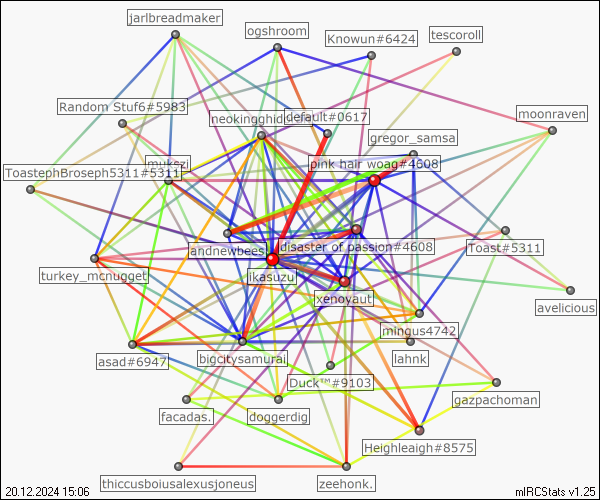 jarlbreadmaker
ogshroom
Knowun#6424
tescoroll
Random Stuf6#5983
default#0617
moonraven
gregor_samsa
pink hair woag#4608
ToastephBroseph5311#5311
andnewbees
disaster of passion#4608
Toast#5311
turkey_mcnugget
ikasuzu
xenoyaut
avelicious
mingus4742
asad#6947
bigcitysamurai
lahnk
Duck™#9103
gazpachoman
facadas.
doggerdig
Heighleaigh#8575
thiccusboiusalexusjoneus
zeehonk.
20.12.2024 15:06
mIRCStats v1.25